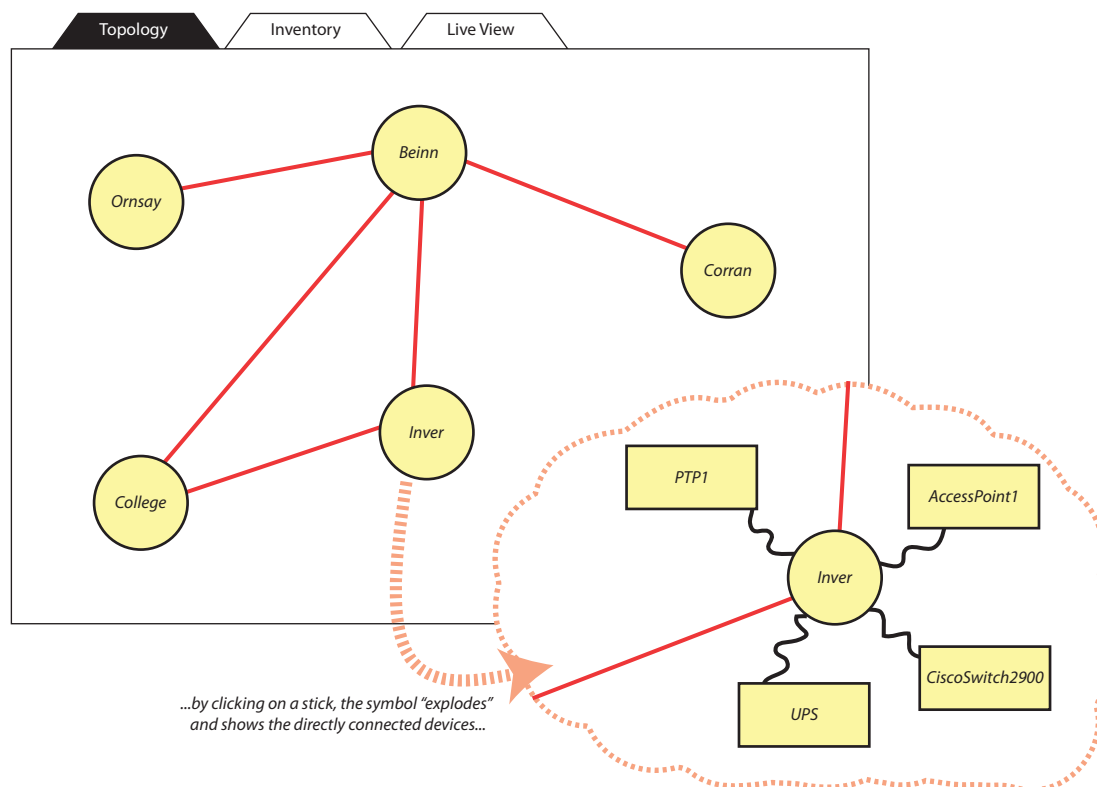 Topology
Inventory
Live View
Beinn
Ornsay
Corran
Inver
College
PTP1
AccessPoint1
Inver
CiscoSwitch2900
UPS
...by clicking on a stick, the symbol “explodes”
and shows the directly connected devices...